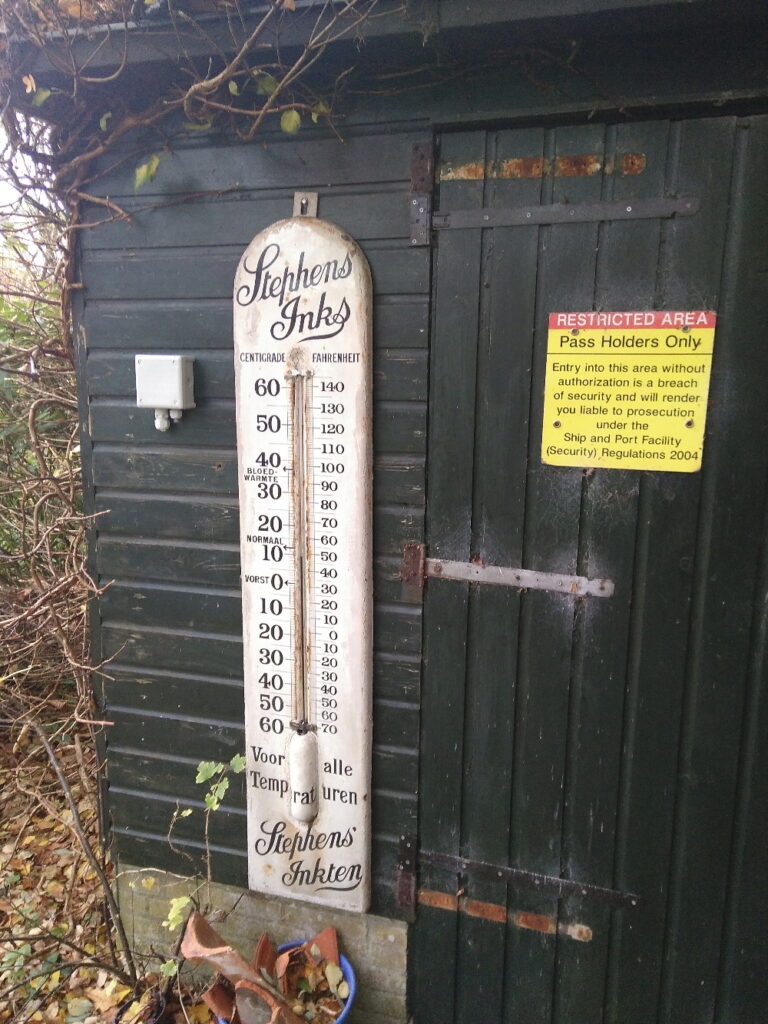 Stephens
Inks
CENTIGRADE FAHRENHEIT
60 140
130
50 120
110
40 100
BLOED-
WARMTE
30 90
80
20 70
NORMAAL 60
10 50
40
VORST 0 30
20
10 10
20 0
10
30 20
30
40 40
50 50
60
60 70
Voor alle
Temperaturen
Stephens'
Inkten
RESTRICTED AREA
Pass Holders Only
Entry into this area without
authorization is a breach
of security and will render
you liable to prosecution
under the
Ship and Port Facility
(Security) Regulations 2004